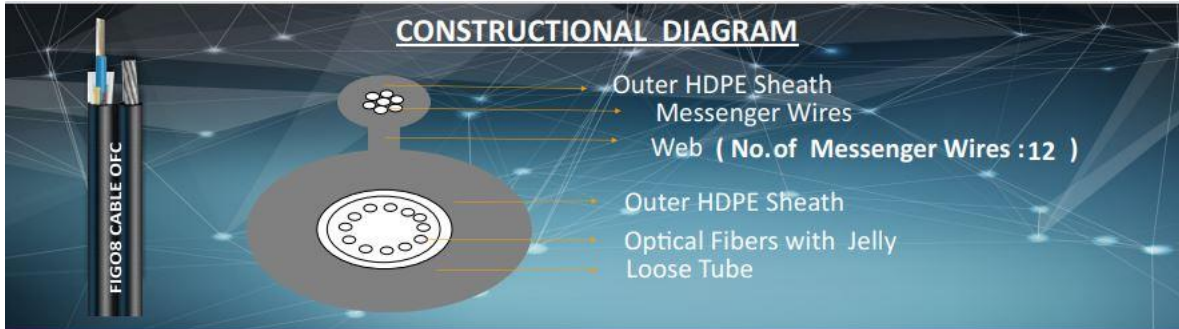 CONSTRUCTIONAL DIAGRAM
FIGO8 CABLE OFC
Outer HDPE Sheath
Messenger Wires
Web ( No. of Messenger Wires : 12 )
Outer HDPE Sheath
Optical Fibers with Jelly
Loose Tube